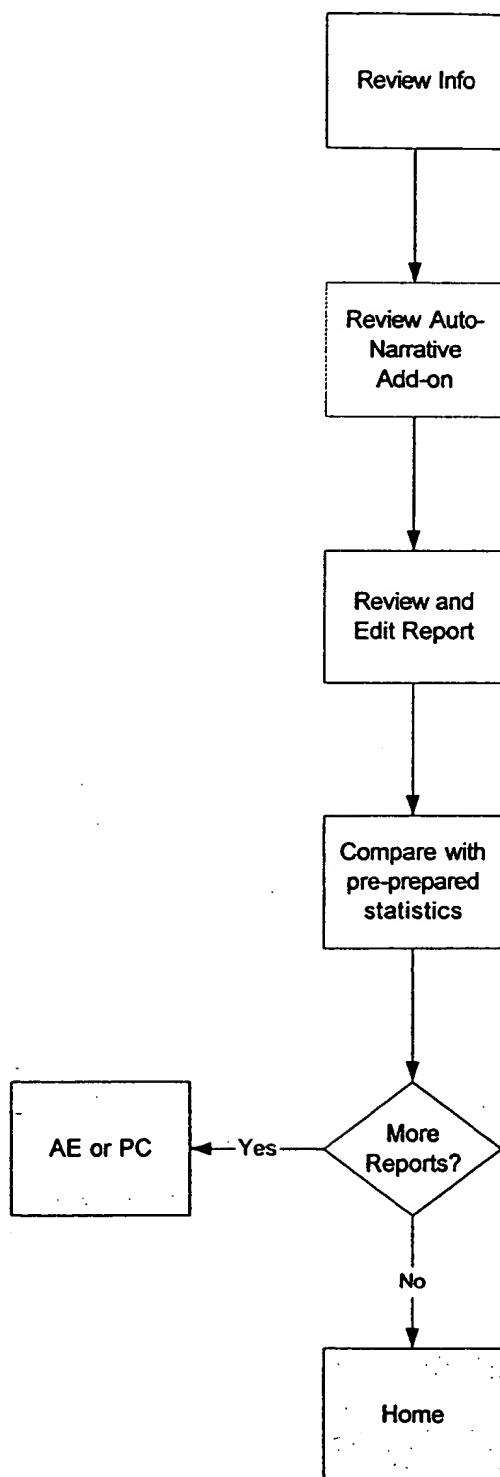 Review Info
Review Auto-
Narrative
Add-on
Review and
Edit Report
Compare with
pre-prepared
statistics
AE or PC
Yes
More
Reports?
No
Home